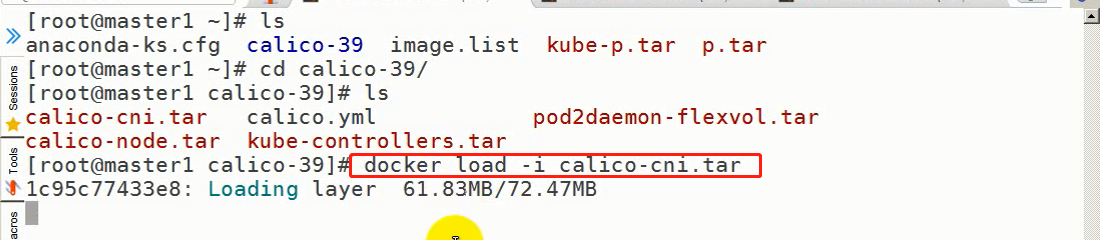 [root@master1 ~]# ls
anaconda-ks.cfg  calico-39  image.list  kube-p.tar  p.tar
[root@master1 ~]# cd calico-39/
[root@master1 calico-39]# ls
calico-cni.tar   calico.yml            pod2daemon-flexvol.tar
calico-node.tar  kube-controllers.tar
[root@master1 calico-39]# docker load -i calico-cni.tar
1c95c77433e8: Loading layer  61.83MB/72.47MB
Sessions
Tools